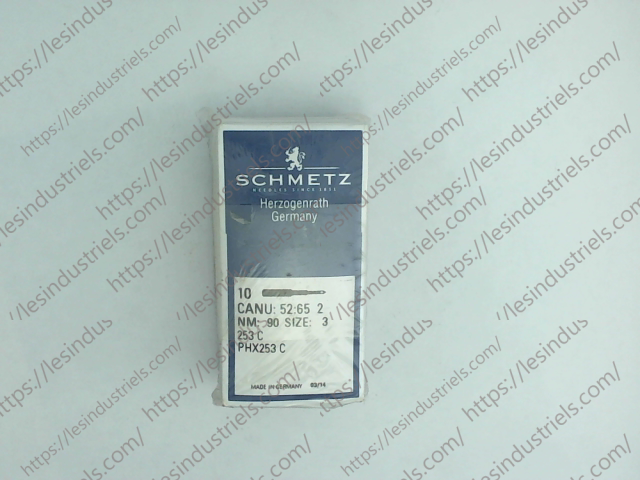 SCHMETZ
NEEDLES SINCE 1851
Herzogenrath
Germany
10
CANU: 52:65 2
NM: 90 SIZE: 3
253 C
PHX253 C
MADE IN GERMANY 03/14
https://lesindustriels.com/